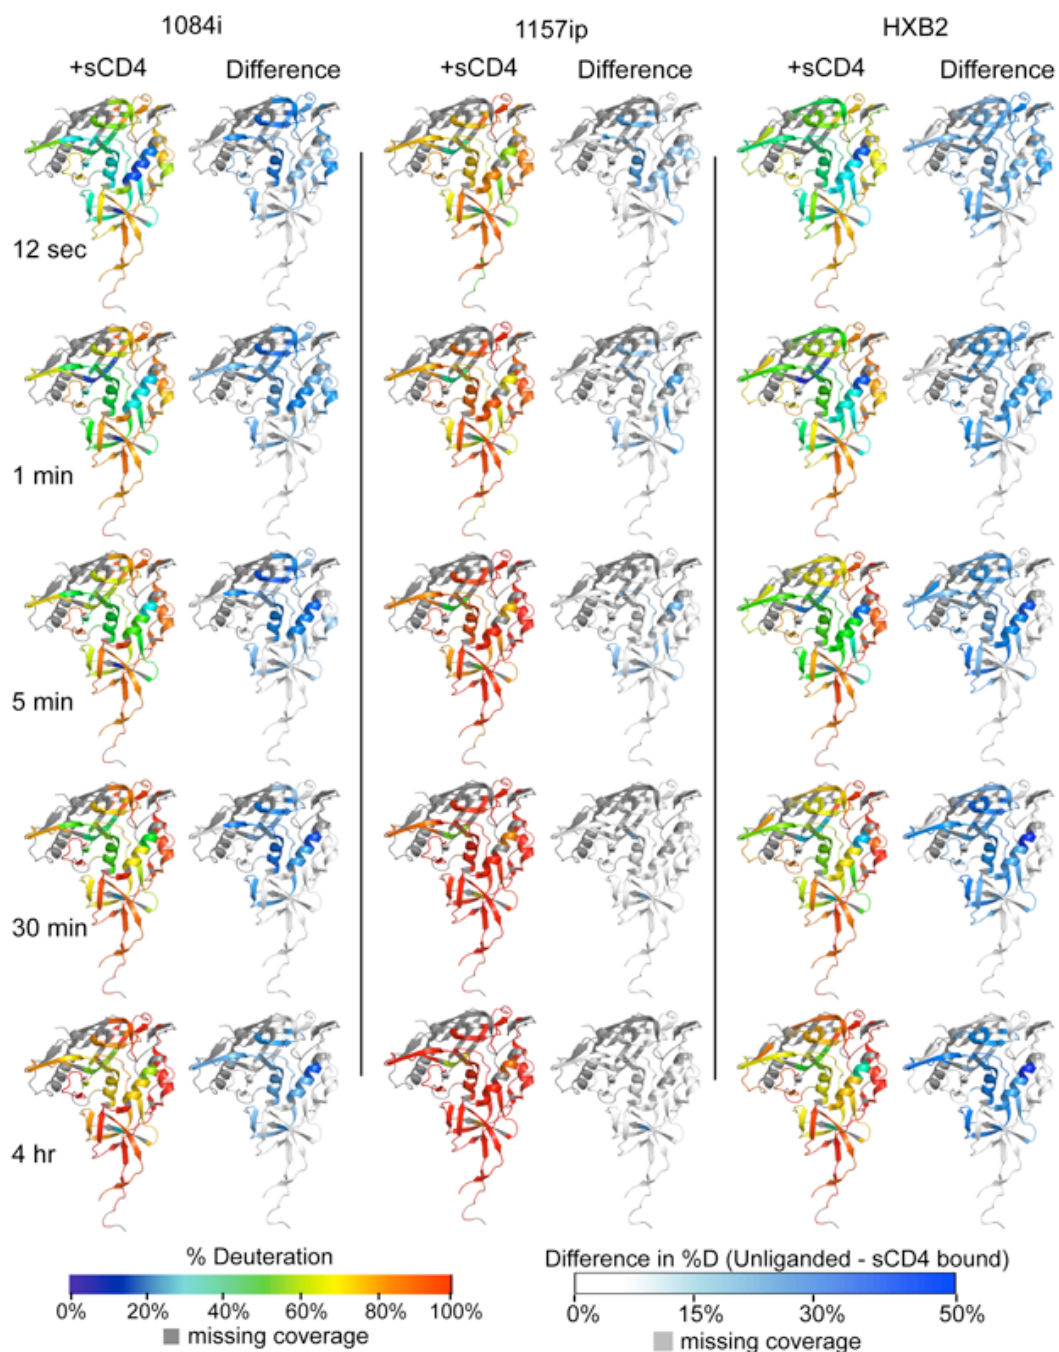 1084i 1157ip HXB2
+sCD4 Difference +sCD4 Difference +sCD4 Difference
12 sec
1 min
5 min
30 min
4 hr
% Deuteration
0% 20% 40% 60% 80% 100%
missing coverage
Difference in %D (Unliganded - sCD4 bound)
0% 15% 30% 50%
missing coverage